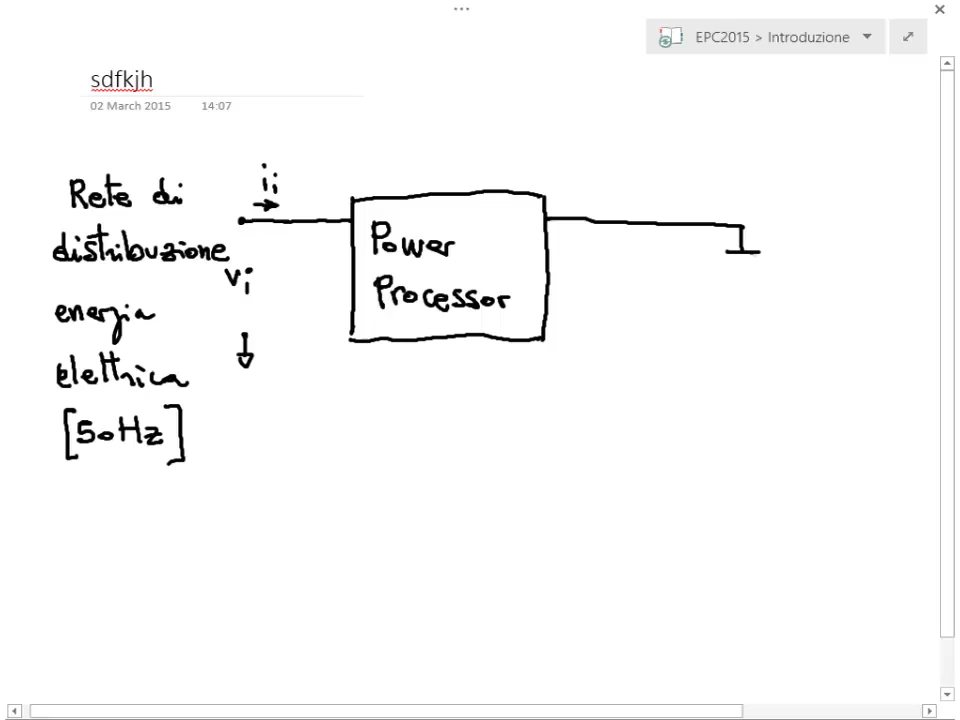 EPC2015 > Introduzione
sdfkjh
02 March 2015 14:07
Rete di
distribuzione
energia
elettrica
[50Hz]
ii
vi
Power
Processor